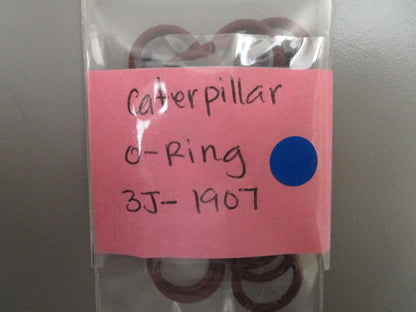 Caterpillar
O-Ring
3J-1907